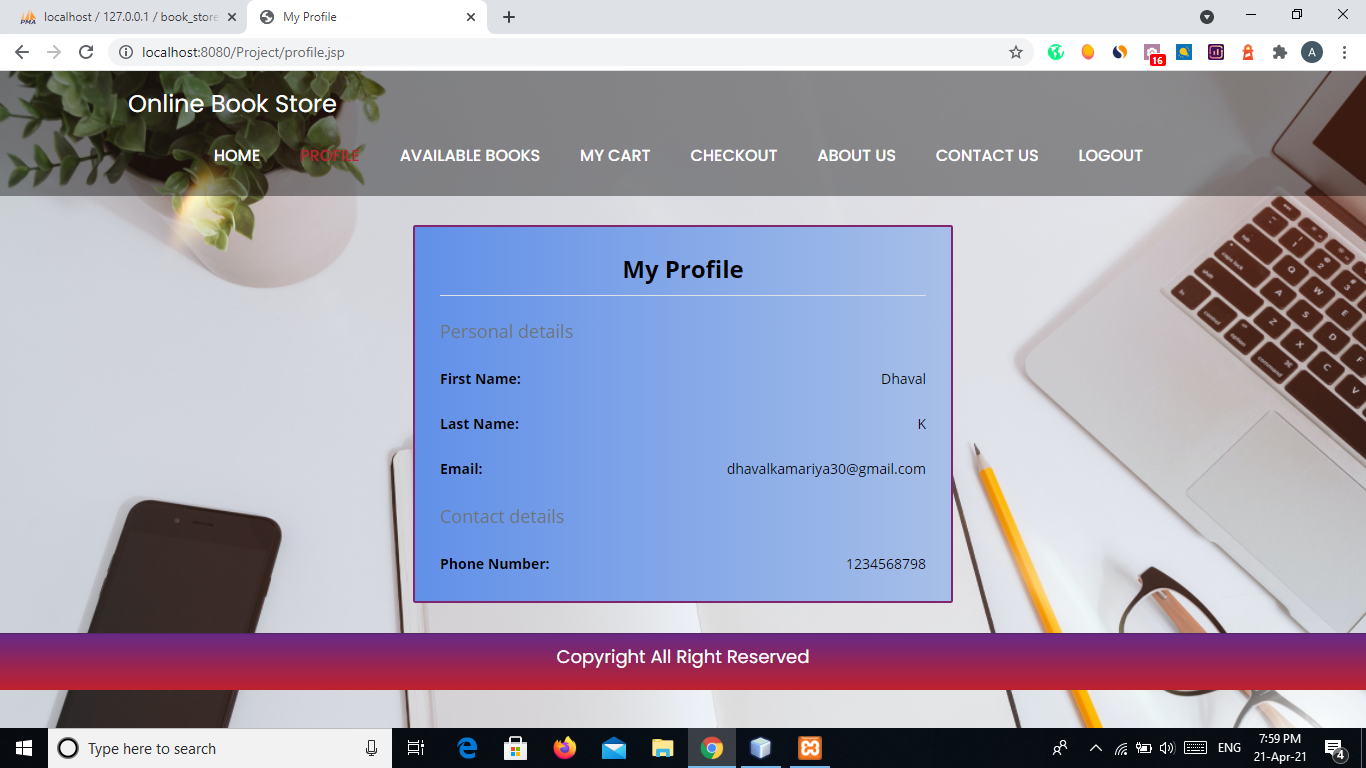 localhost / 127.0.0.1 / book_store
My Profile
localhost:8080/Project/profile.jsp
16
A
Online Book Store
HOME PROFILE AVAILABLE BOOKS MY CART CHECKOUT ABOUT US CONTACT US LOGOUT
My Profile
Personal details
First Name: Dhaval
Last Name: K
Email: dhavalkamariya30@gmail.com
Contact details
Phone Number: 1234568798
Copyright All Right Reserved
Type here to search
ENG
7:59 PM
21-Apr-21
4